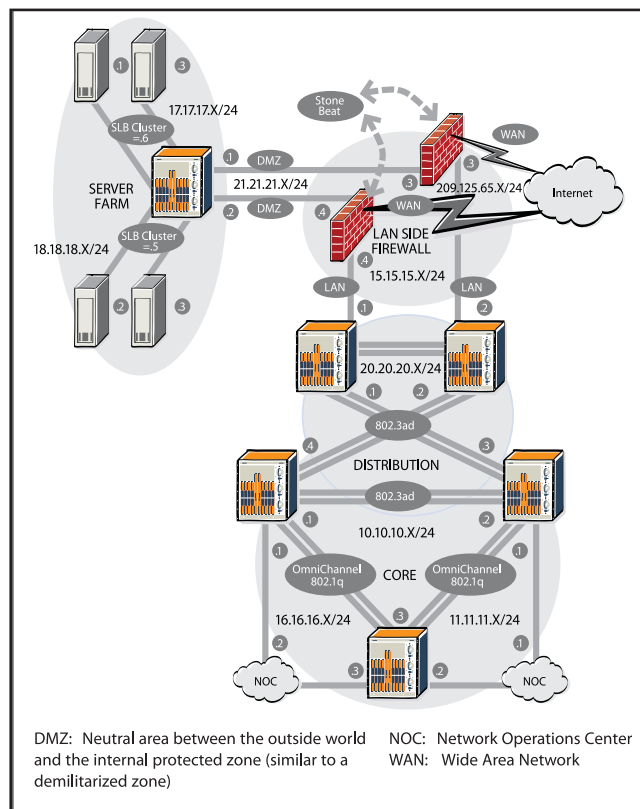 .1
.3
17.17.17.X/24
SLB Cluster
=.6
SERVER
FARM
.1
DMZ
21.21.21.X/24
.2
DMZ
18.18.18.X/24
SLB Cluster
=.5
.2
.3
Stone
Beat
WAN
.3
.3
209.125.65.X/24
Internet
.4
WAN
LAN SIDE
FIREWALL
.4
15.15.15.X/24
LAN
LAN
.1
.2
20.20.20.X/24
.1
.2
802.3ad
.4
.3
DISTRIBUTION
802.3ad
.1
.2
10.10.10.X/24
.1
.1
OmniChannel
802.1q
CORE
OmniChannel
802.1q
16.16.16.X/24
.3
11.11.11.X/24
.2
.1
NOC
.3
.2
NOC
DMZ: Neutral area between the outside world
and the internal protected zone (similar to a
demilitarized zone)
NOC: Network Operations Center
WAN: Wide Area Network